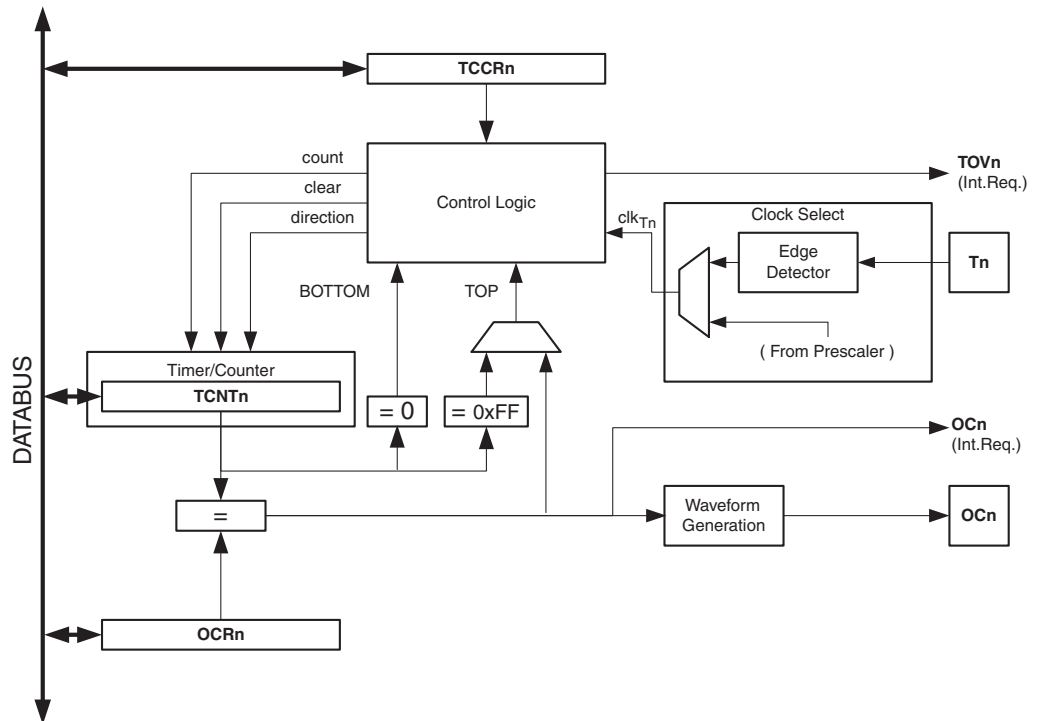 TCCRn
count
clear
direction
Control Logic
TOVn
(Int.Req.)
clkTn
Clock Select
Edge
Detector
Tn
( From Prescaler )
BOTTOM
TOP
DATABUS
Timer/Counter
TCNTn
= 0
= 0xFF
OCn
(Int.Req.)
=
Waveform
Generation
OCn
OCRn